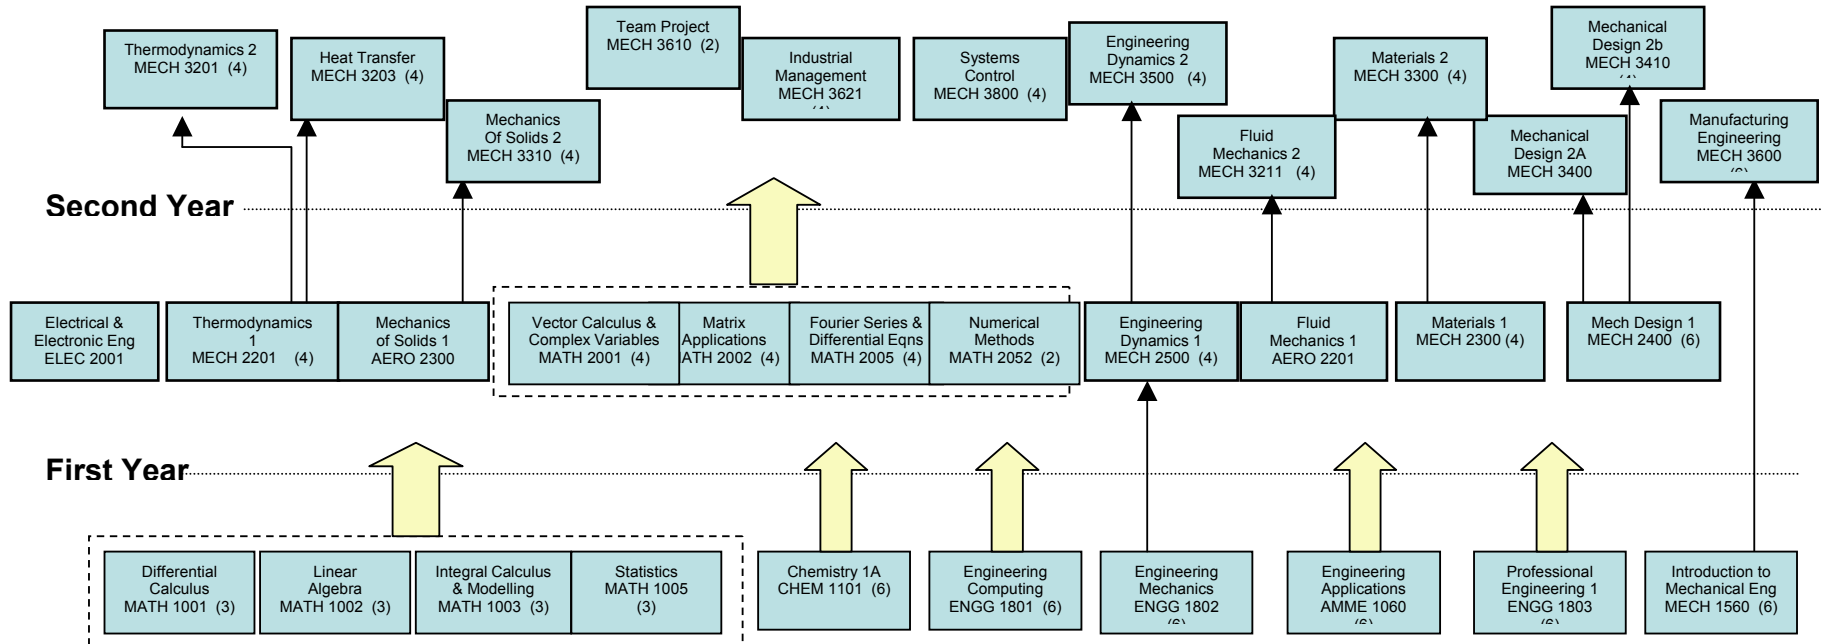 Thermodynamics 2
MECH 3201 (4)
Heat Transfer
MECH 3203 (4)
Mechanics
Of Solids 2
MECH 3310 (4)
Team Project
MECH 3610 (2)
Industrial
Management
MECH 3621
Systems
Control
MECH 3800 (4)
Engineering
Dynamics 2
MECH 3500 (4)
Fluid
Mechanics 2
MECH 3211 (4)
Materials 2
MECH 3300 (4)
Mechanical
Design 2A
MECH 3400
Mechanical
Design 2b
MECH 3410
Manufacturing
Engineering
MECH 3600
Second Year
Electrical &
Electronic Eng
ELEC 2001
Thermodynamics
1
MECH 2201 (4)
Mechanics
of Solids 1
AERO 2300
Vector Calculus &
Complex Variables
MATH 2001 (4)
Matrix
Applications
ATH 2002 (4)
Fourier Series &
Differential Eqns
MATH 2005 (4)
Numerical
Methods
MATH 2052 (2)
Engineering
Dynamics 1
MECH 2500 (4)
Fluid
Mechanics 1
AERO 2201
Materials 1
MECH 2300 (4)
Mech Design 1
MECH 2400 (6)
First Year
Differential
Calculus
MATH 1001 (3)
Linear
Algebra
MATH 1002 (3)
Integral Calculus
& Modelling
MATH 1003 (3)
Statistics
MATH 1005
(3)
Chemistry 1A
CHEM 1101 (6)
Engineering
Computing
ENGG 1801 (6)
Engineering
Mechanics
ENGG 1802
Engineering
Applications
AMME 1060
Professional
Engineering 1
ENGG 1803
Introduction to
Mechanical Eng
MECH 1560 (6)